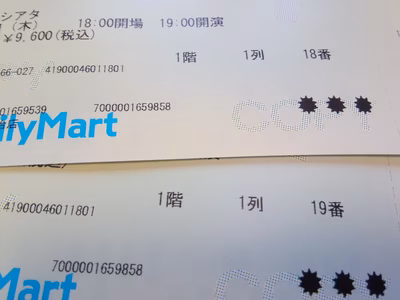 シアタ
(木) 18:00開場 19:00開演
¥9,600(税込)
1階 1列 18番
66-027 41900046011801
01659539 7000001659858
ilyMart COPY
1階 1列 19番
41900046011801
7000001659858
Mart